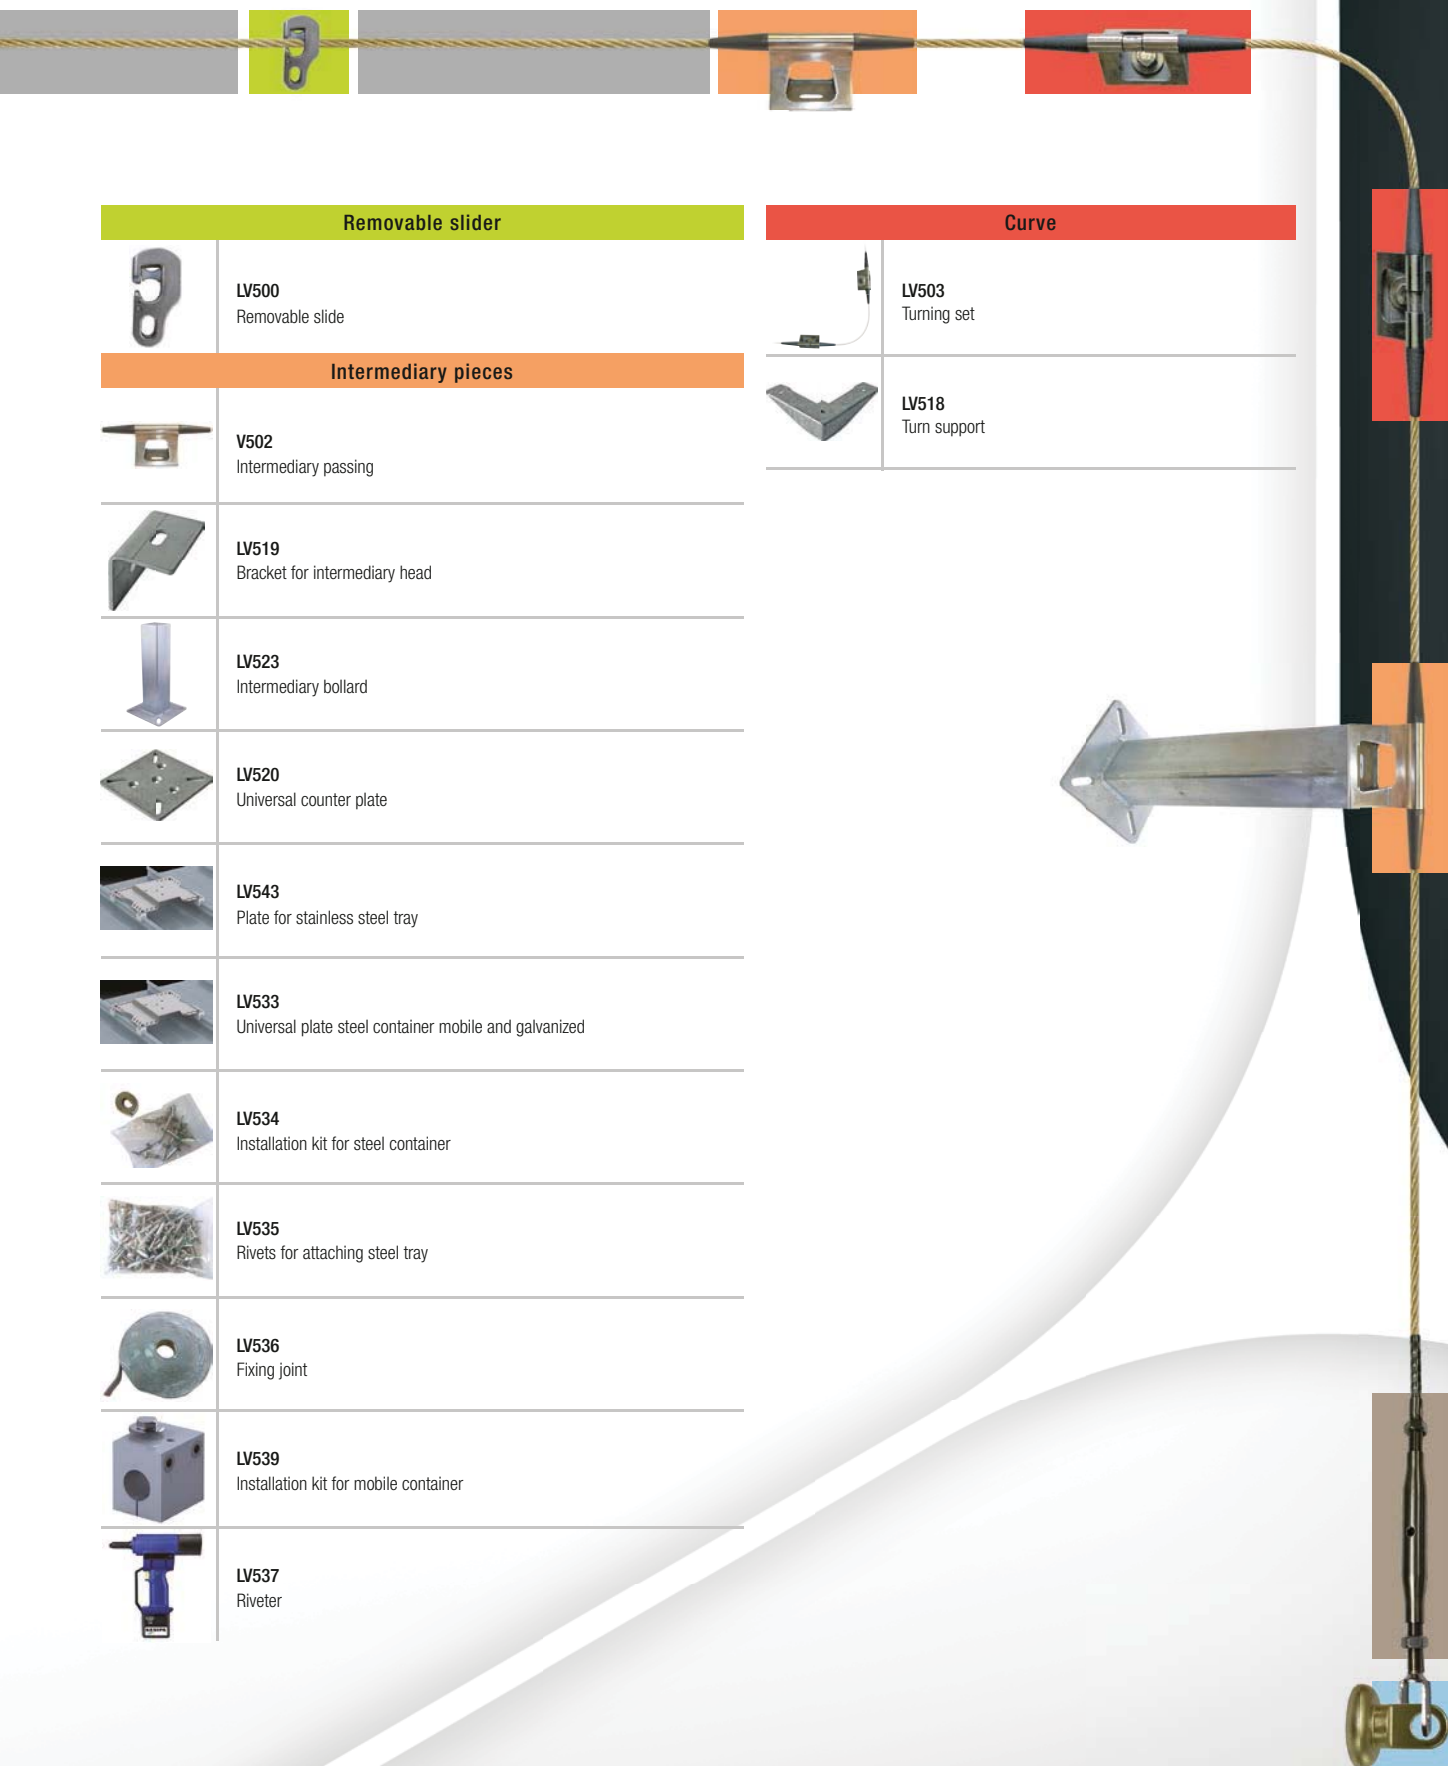 Removable slider
LV500
Removable slide
Intermediary pieces
V502
Intermediary passing
LV519
Bracket for intermediary head
LV523
Intermediary bollard
LV520
Universal counter plate
LV543
Plate for stainless steel tray
LV533
Universal plate steel container mobile and galvanized
LV534
Installation kit for steel container
LV535
Rivets for attaching steel tray
LV536
Fixing joint
LV539
Installation kit for mobile container
LV537
Riveter
Curve
LV503
Turning set
LV518
Turn support